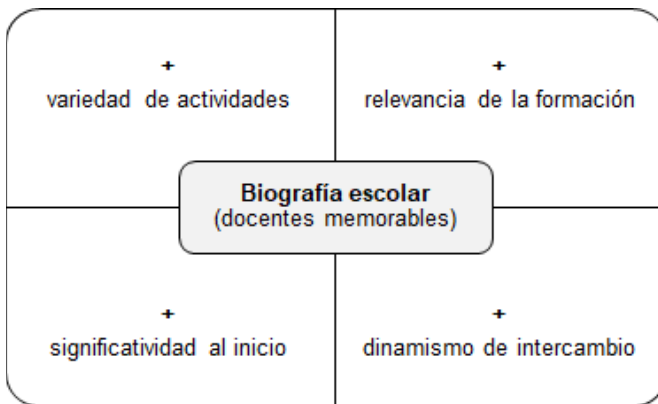 +
variedad de actividades
+
relevancia de la formación
Biografía escolar
(docentes memorables)
+
significatividad al inicio
+
dinamismo de intercambio